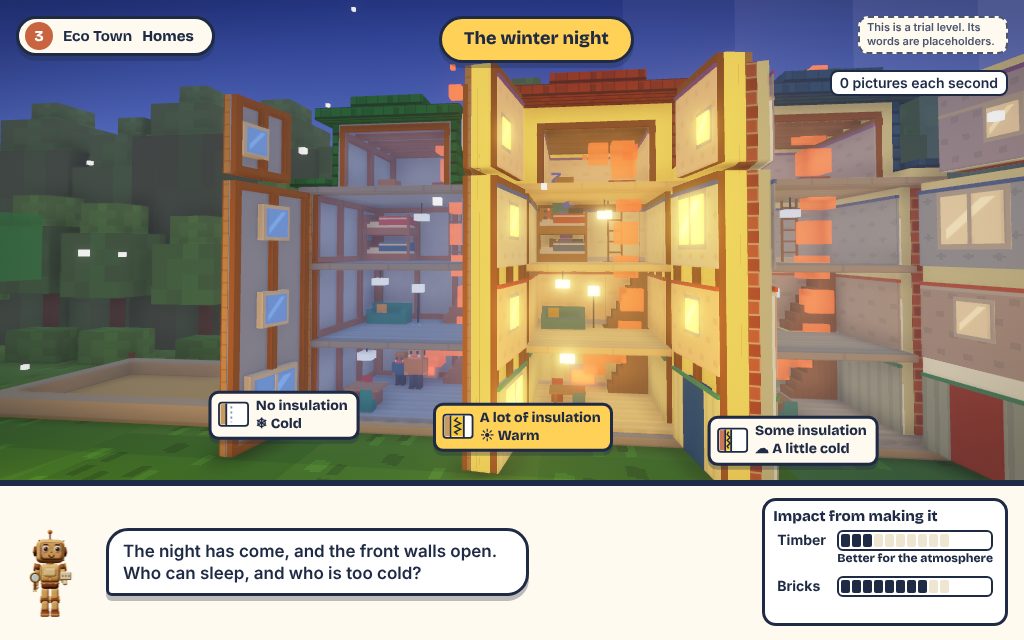 3 Eco Town Homes
The winter night
This is a trial level. Its
words are placeholders.
0 pictures each second
Z
No insulation
❄ Cold
A lot of insulation
☀ Warm
Some insulation
☁ A little cold
The night has come, and the front walls open.
Who can sleep, and who is too cold?
Impact from making it
Timber
Better for the atmosphere
Bricks